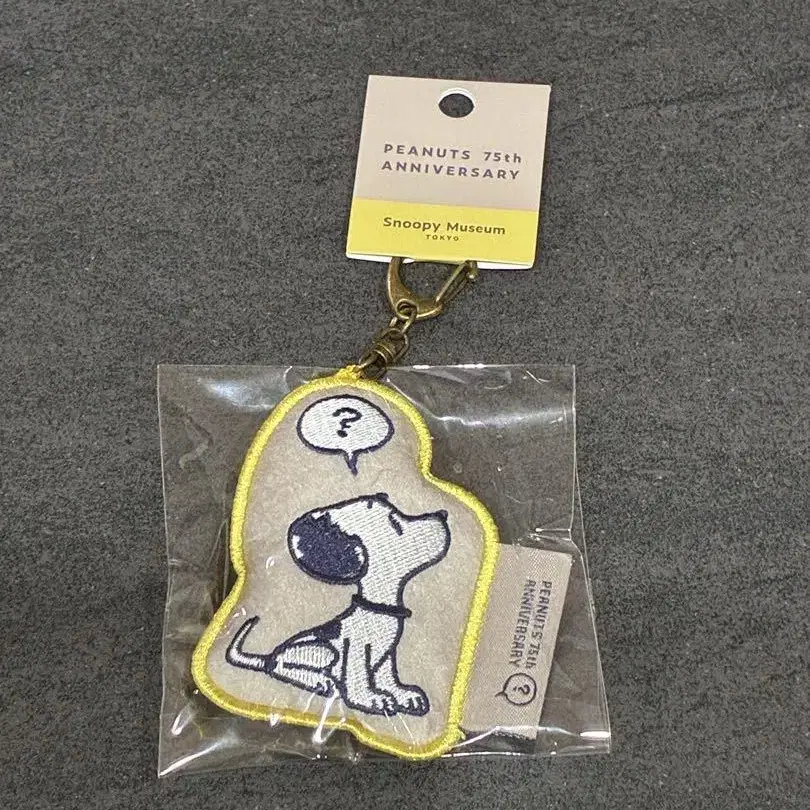 PEANUTS 75th
ANNIVERSARY
Snoopy Museum
TOKYO
?
PEANUTS 75th
ANNIVERSARY
?